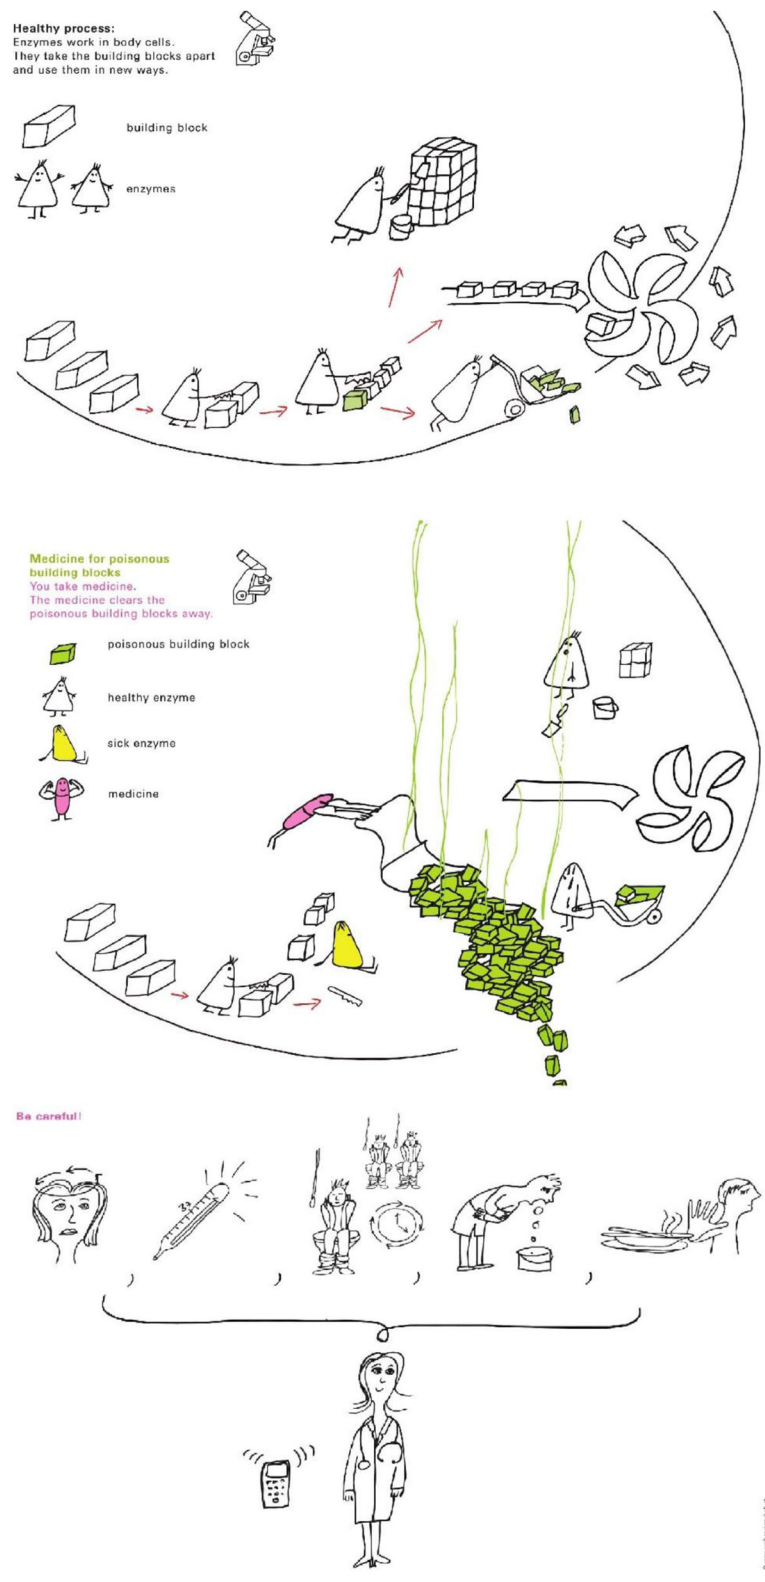 Healthy process:
Enzymes work in body cells.
They take the building blocks apart
and use them in new ways.
building block
enzymes
Medicine for poisonous
building blocks
You take medicine.
The medicine clears the
poisonous building blocks away.
poisonous building block
healthy enzyme
sick enzyme
medicine
Be careful!